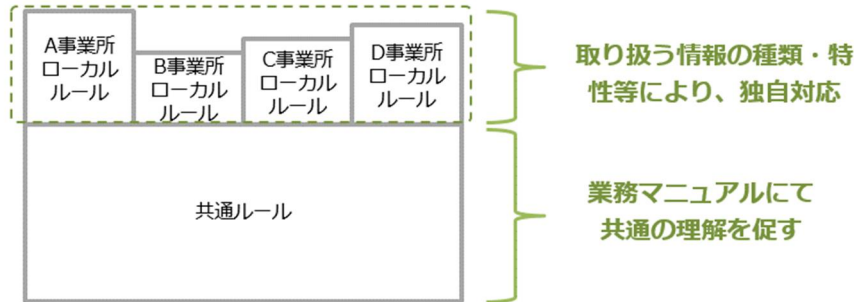 A事業所
ローカル
ルール
B事業所
ローカル
ルール
C事業所
ローカル
ルール
D事業所
ローカル
ルール
取り扱う情報の種類・特
性等により、独自対応
共通ルール
業務マニュアルにて
共通の理解を促す